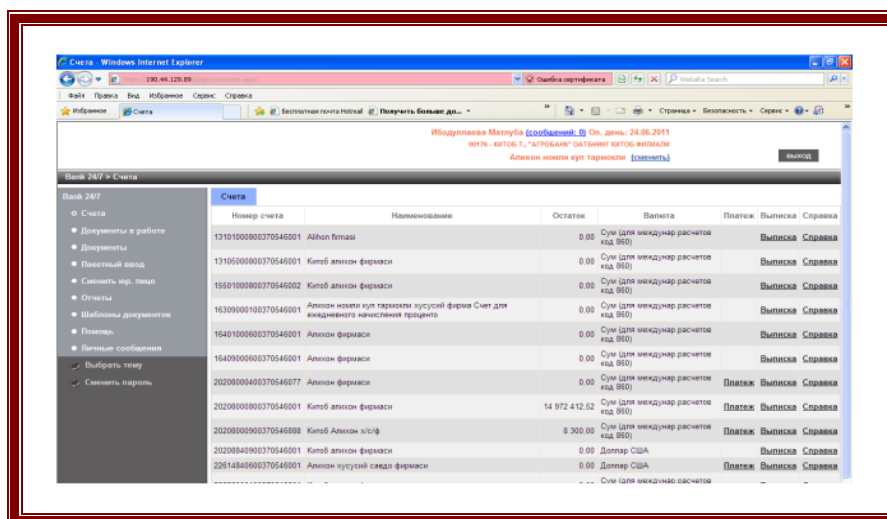 Счета - Windows Internet Explorer
190.44.129.89
Ошибка сертификата
Webalta Search
Файл Правка Вид Избранное Сервис Справка
Избранное Счета Бесплатная почта Hotmail Получить больше до...
Страница Безопасность Сервис
Ибодуллаева Матлуба (сообщений: 0) Оп. день: 24.06.2011
00176 - КИТОБ Т., "АГРОБАНК" ОАТБНИНГ КИТОБ ФИЛИАЛИ
Алихон номли куп тармокли (сменить)
выход
Bank 24/7 > Счета
Bank 24/7
Счета
Документы в работе
Документы
Пакетный ввод
Сменить юр. лицо
Отчеты
Шаблоны документов
Помощь
Личные сообщения
Выбрать тему
Сменить пароль
Счета
Номер счета Наименование Остаток Валюта Платеж Выписка Справка
13101000800370546001 Alihon firmasi 0.00 Сум (для междунар расчетов код 860) Выписка Справка
13105000800370546001 Китоб алихон фирмаси 0.00 Сум (для междунар расчетов код 860) Выписка Справка
15501000800370546002 Китоб алихон фирмаси 0.00 Сум (для междунар расчетов код 860) Выписка Справка
16309000100370546001 Алихон номли куп тармокли хусусий фирма Счет для ежедневного начисления проценто 0.00 Сум (для междунар расчетов код 860) Выписка Справка
16401000600370546001 Алихон фирмаси 0.00 Сум (для междунар расчетов код 860) Выписка Справка
16409000600370546001 Алихон фирмаси 0.00 Сум (для междунар расчетов код 860) Выписка Справка
20208000400370546077 Алихон фирмаси 0.00 Сум (для междунар расчетов код 860) Платеж Выписка Справка
20208000800370546001 Китоб алихон фирмаси 14 972 412.62 Сум (для междунар расчетов код 860) Платеж Выписка Справка
20208000900370546888 Китоб Алихон х/с/ф 8 300.00 Сум (для междунар расчетов код 860) Платеж Выписка Справка
20208840900370546001 Китоб алихон фирмаси 0.00 Доллар США Выписка Справка
22614840600370546001 Алихон хусусий савдо фирмаси 0.00 Доллар США Платеж Выписка Справка
Сум (для междунар расчетов